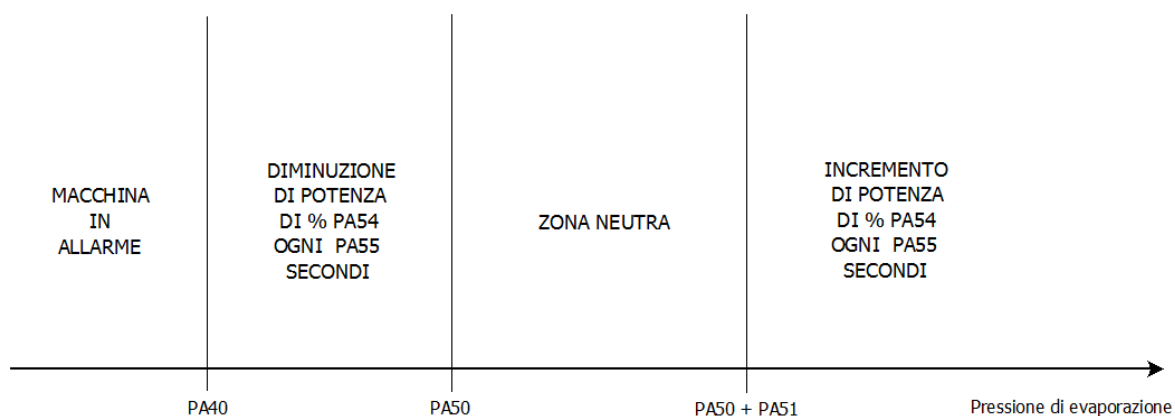 MACCHINA
IN
ALLARME
DIMINUZIONE
DI POTENZA
DI % PA54
OGNI PA55
SECONDI
ZONA NEUTRA
INCREMENTO
DI POTENZA
DI % PA54
OGNI PA55
SECONDI
PA40
PA50
PA50 + PA51
Pressione di evaporazione